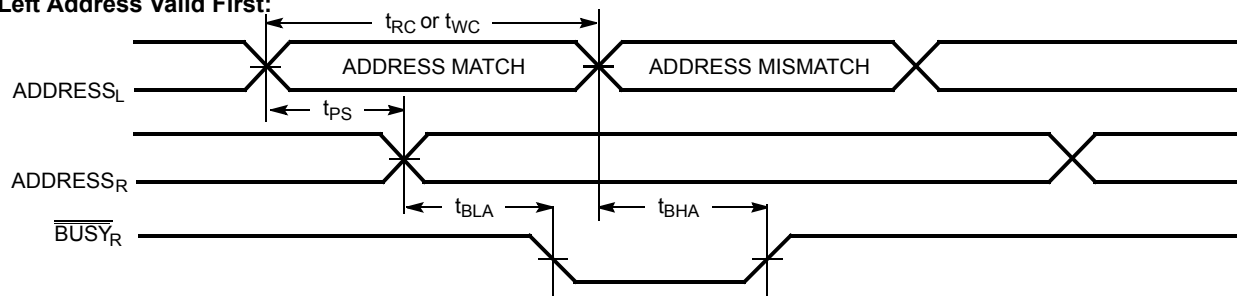 Left Address Valid First:
tRC or tWC
ADDRESS MATCH
ADDRESS MISMATCH
ADDRESSL
tPS
ADDRESSR
tBLA
tBHA
BUSYR